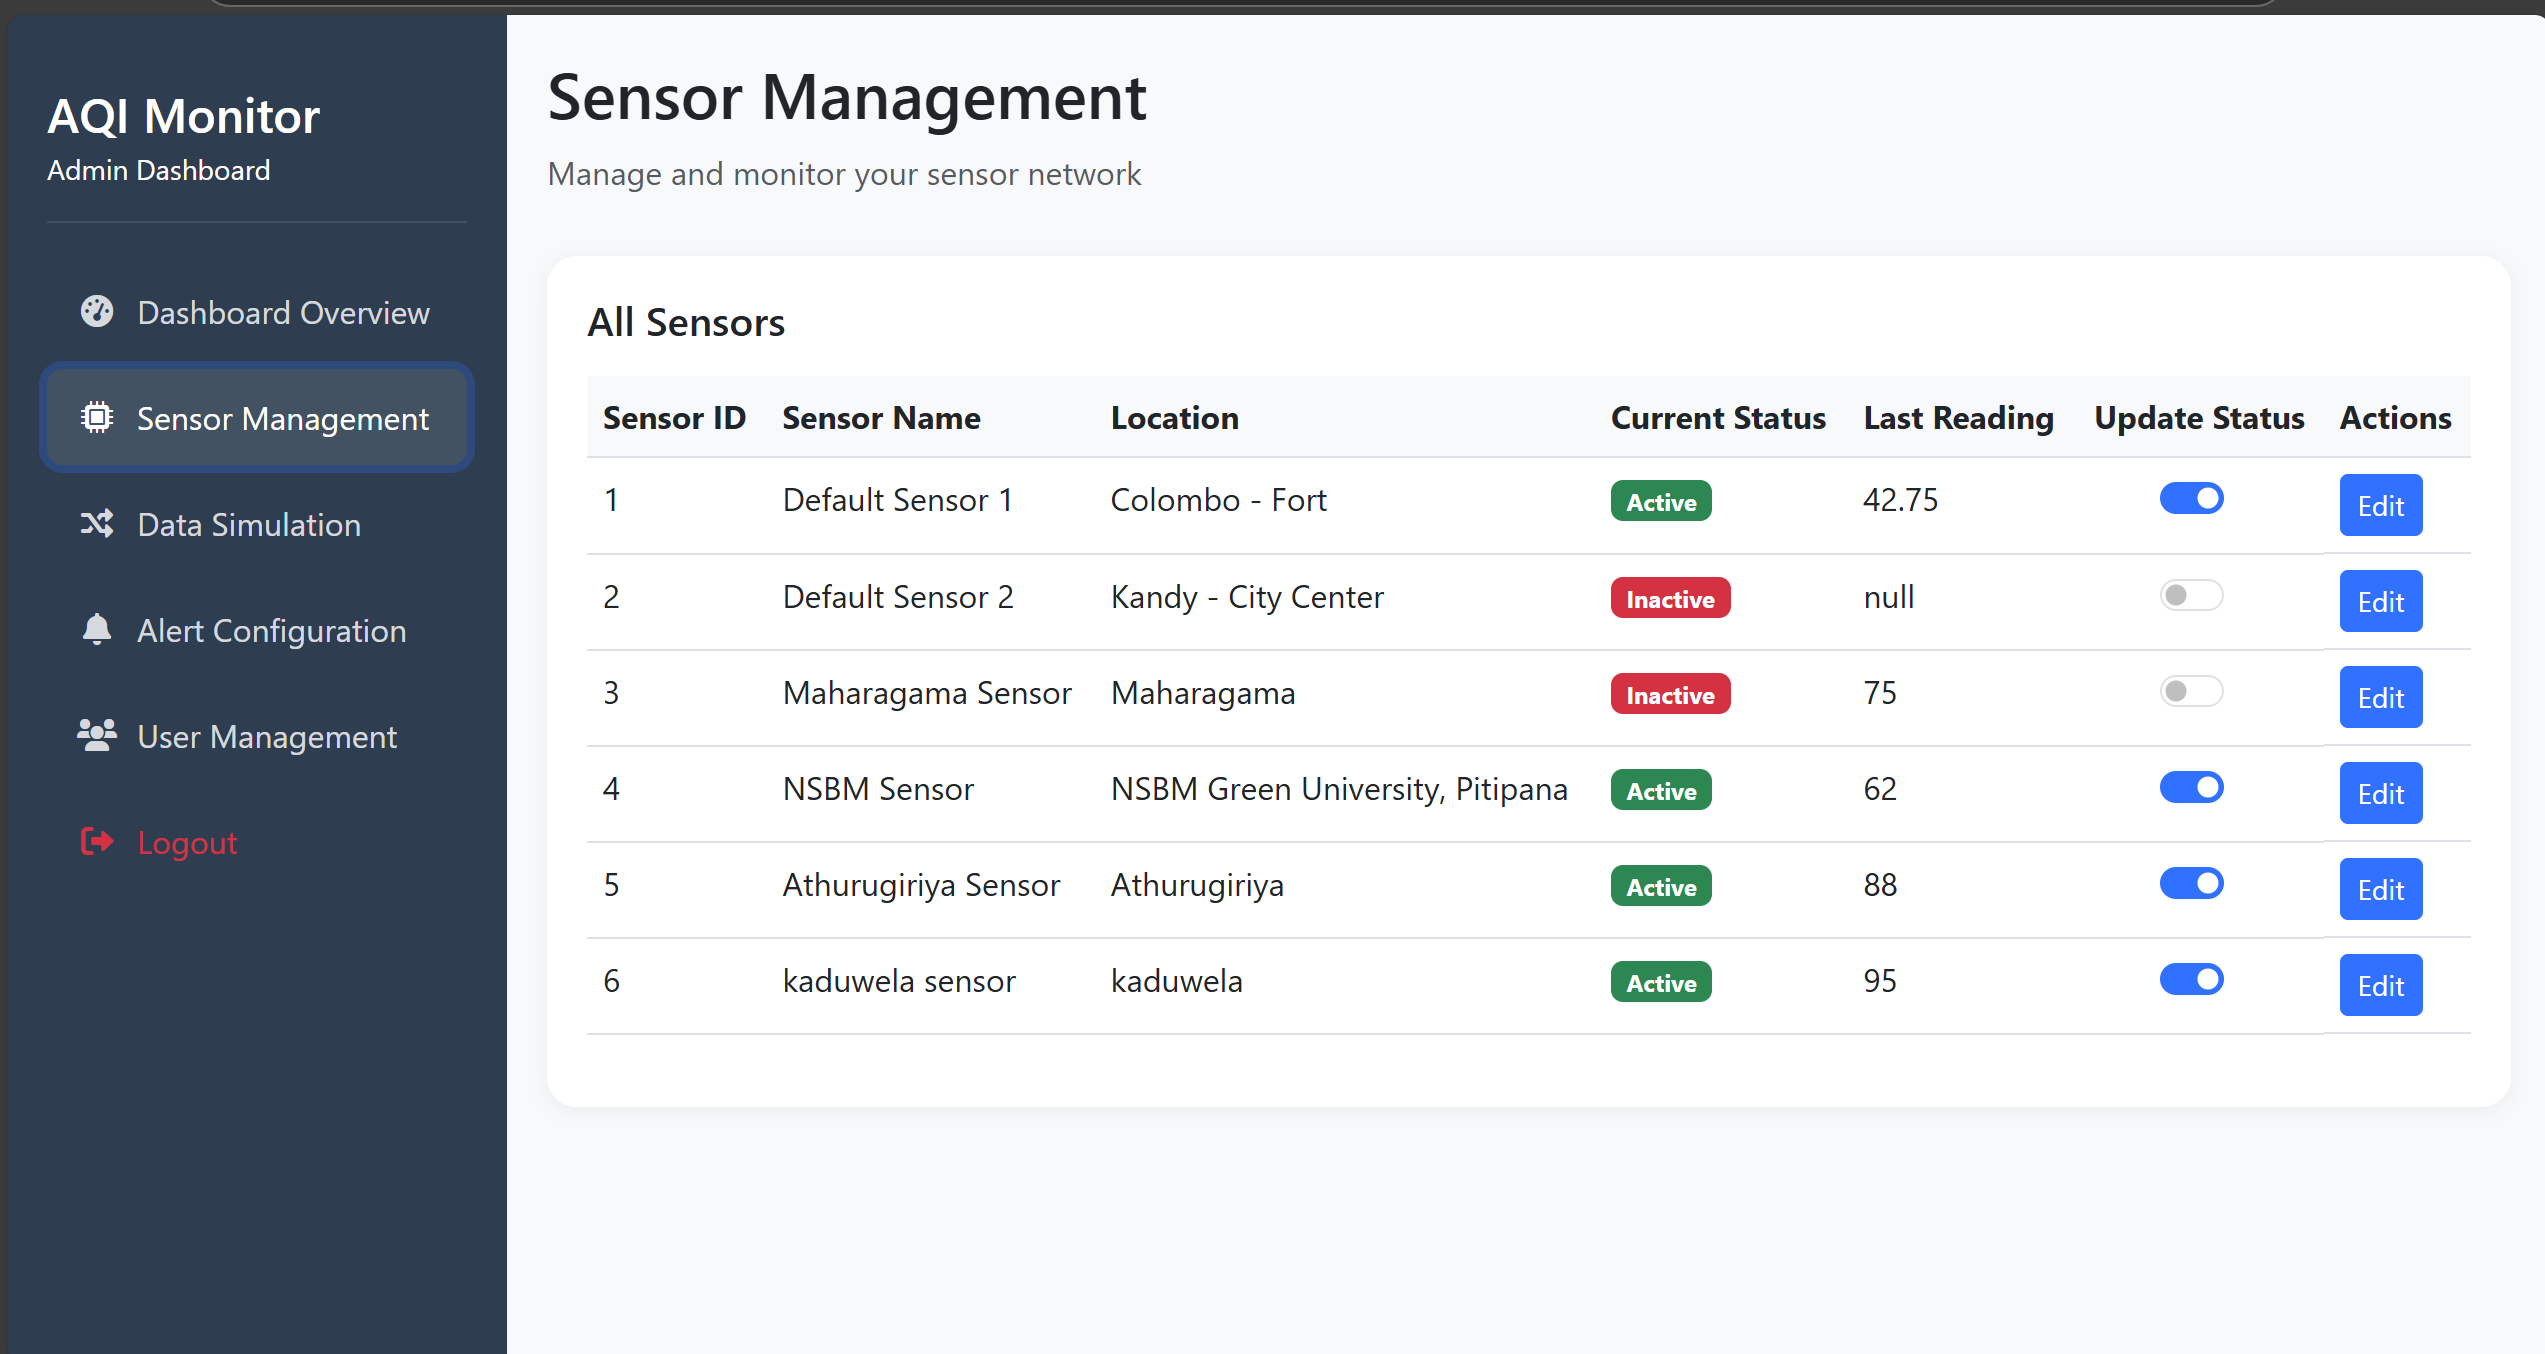 AQI Monitor
Admin Dashboard
Dashboard Overview
Sensor Management
Data Simulation
Alert Configuration
User Management
Logout
Sensor Management
Manage and monitor your sensor network
All Sensors
Sensor ID Sensor Name Location Current Status Last Reading Update Status Actions
1 Default Sensor 1 Colombo - Fort Active 42.75 Edit
2 Default Sensor 2 Kandy - City Center Inactive null Edit
3 Maharagama Sensor Maharagama Inactive 75 Edit
4 NSBM Sensor NSBM Green University, Pitipana Active 62 Edit
5 Athurugiriya Sensor Athurugiriya Active 88 Edit
6 kaduwela sensor kaduwela Active 95 Edit